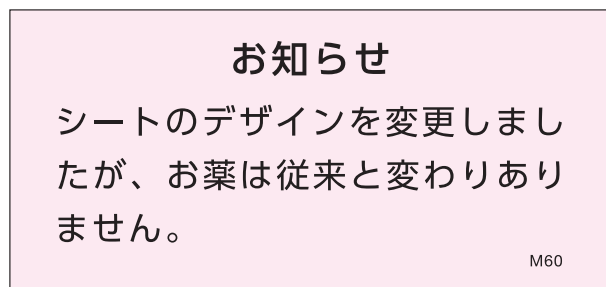 お知らせ
シートのデザインを変更しまし
たが、お薬は従来と変わりあり
ません。
M60